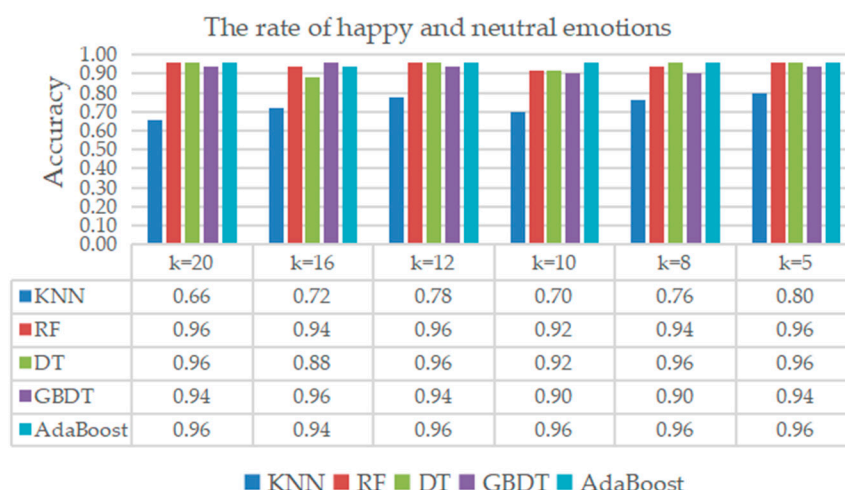 The rate of happy and neutral emotions
Accuracy
1.00
0.90
0.80
0.70
0.60
0.50
0.40
0.30
0.20
0.10
0.00
k=20 k=16 k=12 k=10 k=8 k=5
KNN 0.66 0.72 0.78 0.70 0.76 0.80
RF 0.96 0.94 0.96 0.92 0.94 0.96
DT 0.96 0.88 0.96 0.92 0.96 0.96
GBDT 0.94 0.96 0.94 0.90 0.90 0.94
AdaBoost 0.96 0.94 0.96 0.96 0.96 0.96
KNN RF DT GBDT AdaBoost